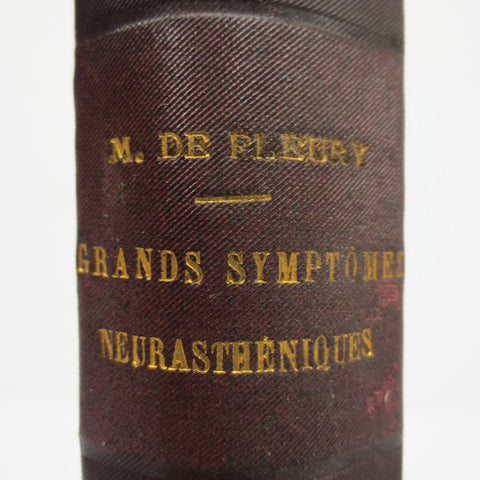 M. DE FLEURY
GRANDS SYMPTÔMES
NEURASTHÉNIQUES